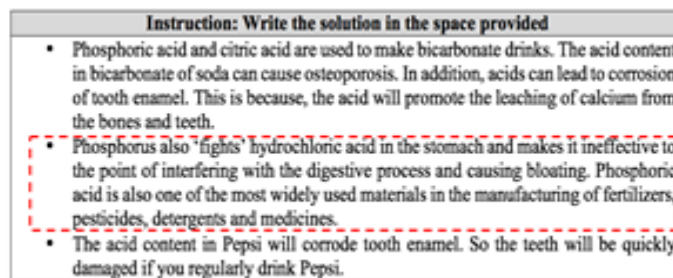 Instruction: Write the solution in the space provided
• Phosphoric acid and citric acid are used to make bicarbonate drinks. The acid content
in bicarbonate of soda can cause osteoporosis. In addition, acids can lead to corrosion
of tooth enamel. This is because, the acid will promote the leaching of calcium from
the bones and teeth.
• Phosphorus also 'fights' hydrochloric acid in the stomach and makes it ineffective to
the point of interfering with the digestive process and causing bloating. Phosphoric
acid is also one of the most widely used materials in the manufacturing of fertilizers,
pesticides, detergents and medicines.
• The acid content in Pepsi will corrode tooth enamel. So the teeth will be quickly
damaged if you regularly drink Pepsi.